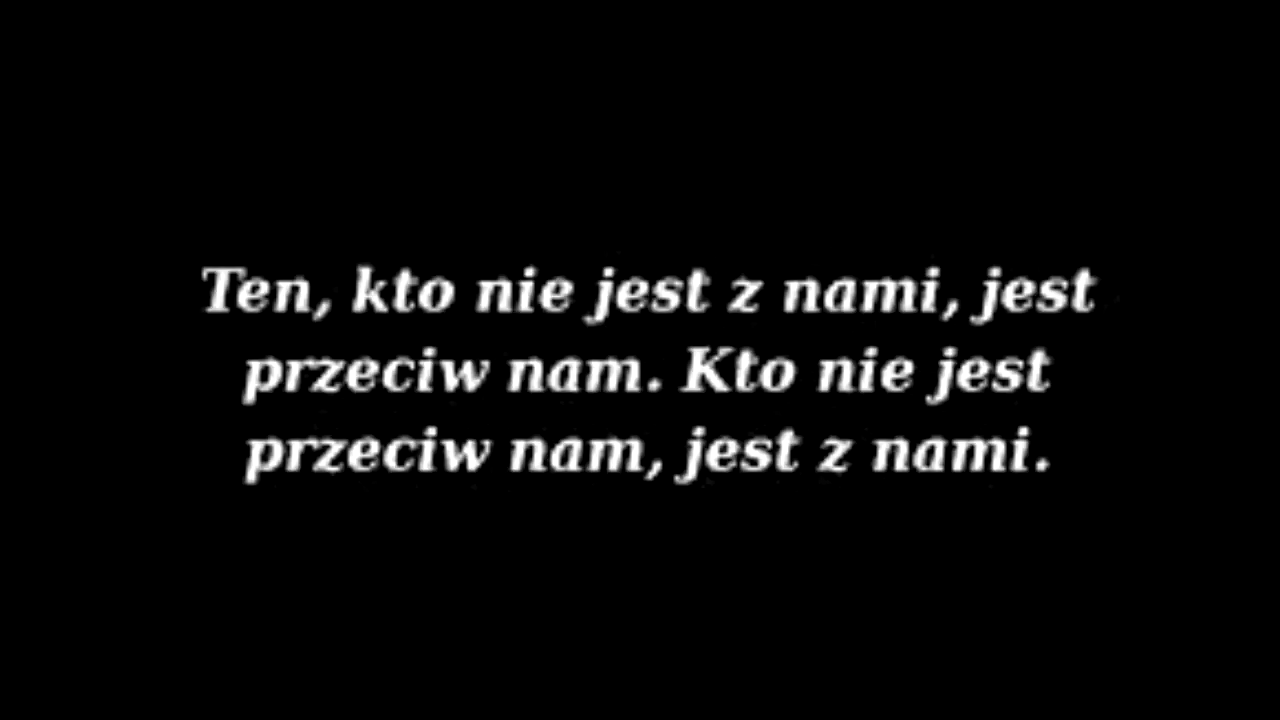 Ten, kto nie jest z nami, jest
przeciw nam. Kto nie jest
przeciw nam, jest z nami.